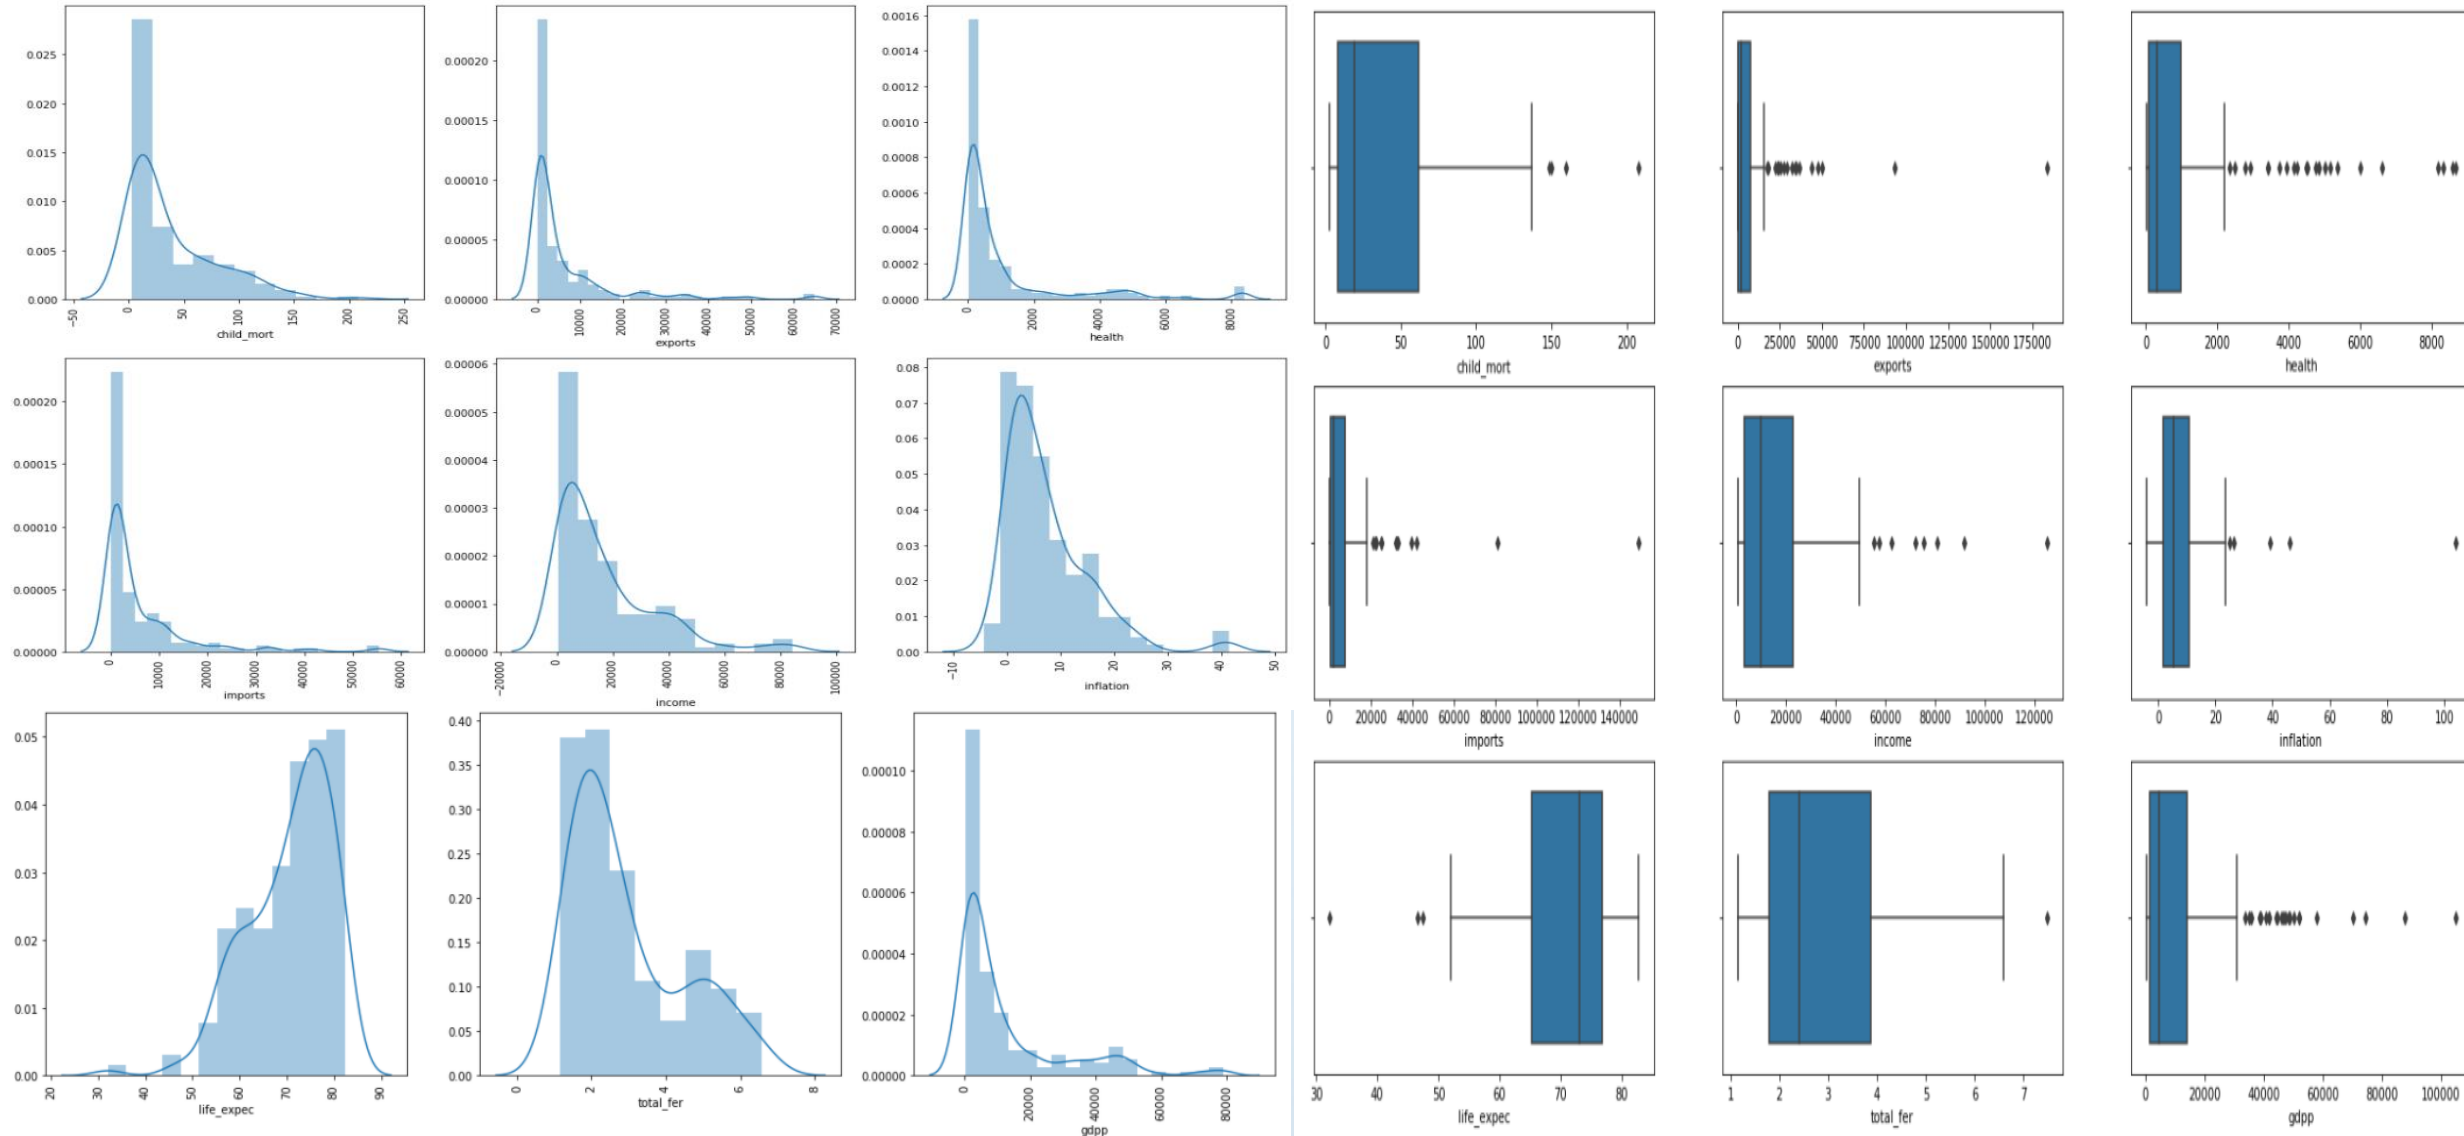 0.025
0.020
0.015
0.010
0.005
0.000
−50 0 50 100 150 200 250
child_mort
0.00020
0.00015
0.00010
0.00005
0.00000
0 10000 20000 30000 40000 50000 60000 70000
exports
0.0016
0.0014
0.0012
0.0010
0.0008
0.0006
0.0004
0.0002
0.0000
0 2000 4000 6000 8000
health
0 50 100 150 200
child_mort
0 25000 50000 75000 100000 125000 150000 175000
exports
0 2000 4000 6000 8000
health
0.00020
0.00015
0.00010
0.00005
0.00000
0 10000 20000 30000 40000 50000 60000
imports
0.00006
0.00005
0.00004
0.00003
0.00002
0.00001
0.00000
−20000 0 20000 40000 60000 80000 100000
income
0.08
0.07
0.06
0.05
0.04
0.03
0.02
0.01
0.00
−10 0 10 20 30 40 50
inflation
0 20000 40000 60000 80000 100000 120000 140000
imports
0 20000 40000 60000 80000 100000 120000
income
0 20 40 60 80 100
inflation
0.05
0.04
0.03
0.02
0.01
0.00
20 30 40 50 60 70 80 90
life_expec
0.40
0.35
0.30
0.25
0.20
0.15
0.10
0.05
0.00
0 2 4 6 8
total_fer
0.00010
0.00008
0.00006
0.00004
0.00002
0.00000
0 20000 40000 60000 80000
gdpp
30 40 50 60 70 80
life_expec
1 2 3 4 5 6 7
total_fer
0 20000 40000 60000 80000 100000
gdpp